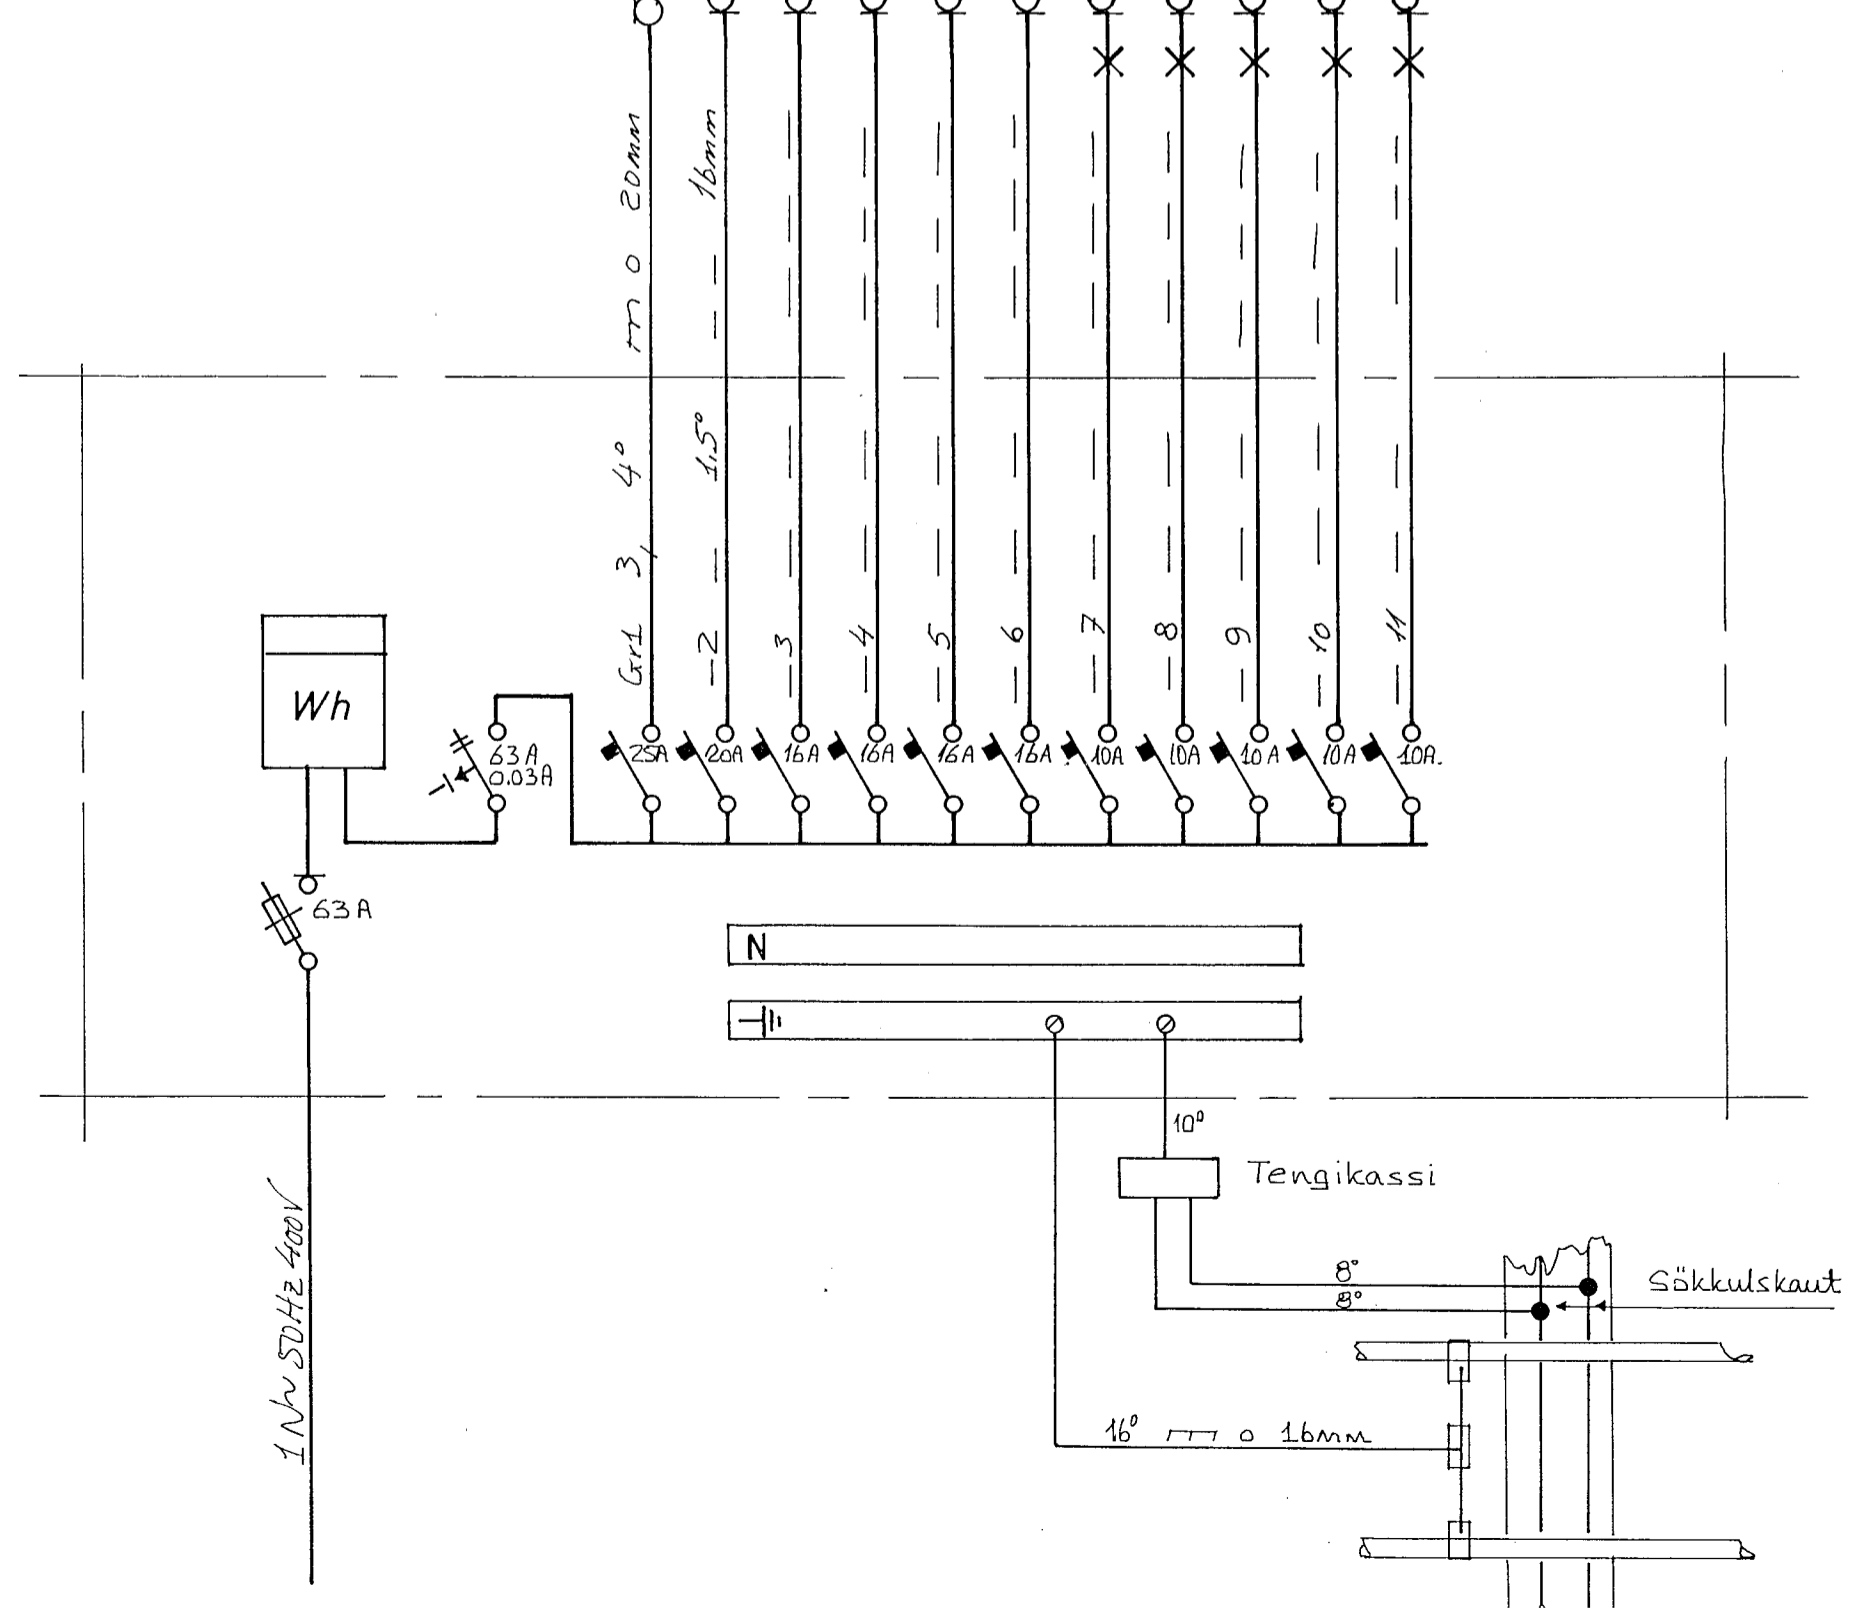 Gr1 3, 4° m o 20mm
— 2 — 1,5° — — 16mm
— 3
— 4
— 5
— 6
— 7
— 8
— 9
— 10
— 11
Wh
63A
0.03A
25A 20A 16A 16A 16A 16A 10A 10A 10A 10A 10A.
63A
N
10°
Tengikassi
8°
8°
Sökkulskaut
16° o 16mm
50Hz 400V